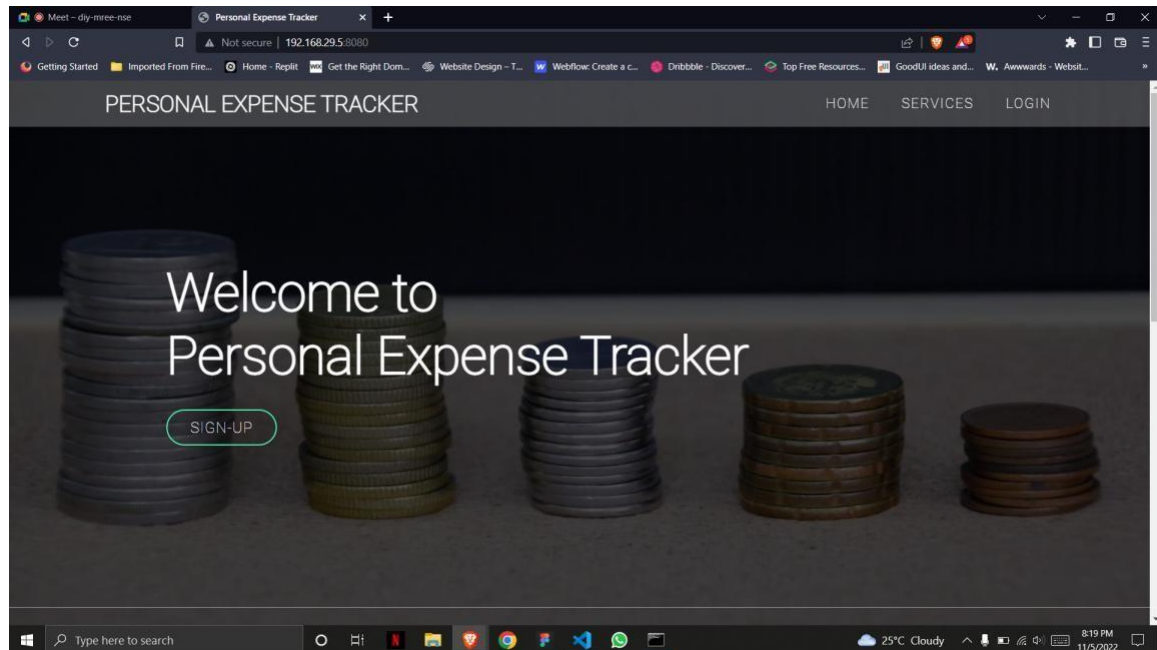 Meet – diy-mree-nse
Personal Expense Tracker
Not secure | 192.168.29.5:8080
Getting Started
Imported From Fire...
Home - Replit
WIX
Get the Right Dom...
Website Design – T...
Webflow: Create a c...
Dribbble - Discover...
Top Free Resources...
GoodUI ideas and...
W. Awwwards - Websit...
»
PERSONAL EXPENSE TRACKER
HOME
SERVICES
LOGIN
Welcome to
Personal Expense Tracker
SIGN-UP
Type here to search
25°C Cloudy
8:19 PM
11/5/2022